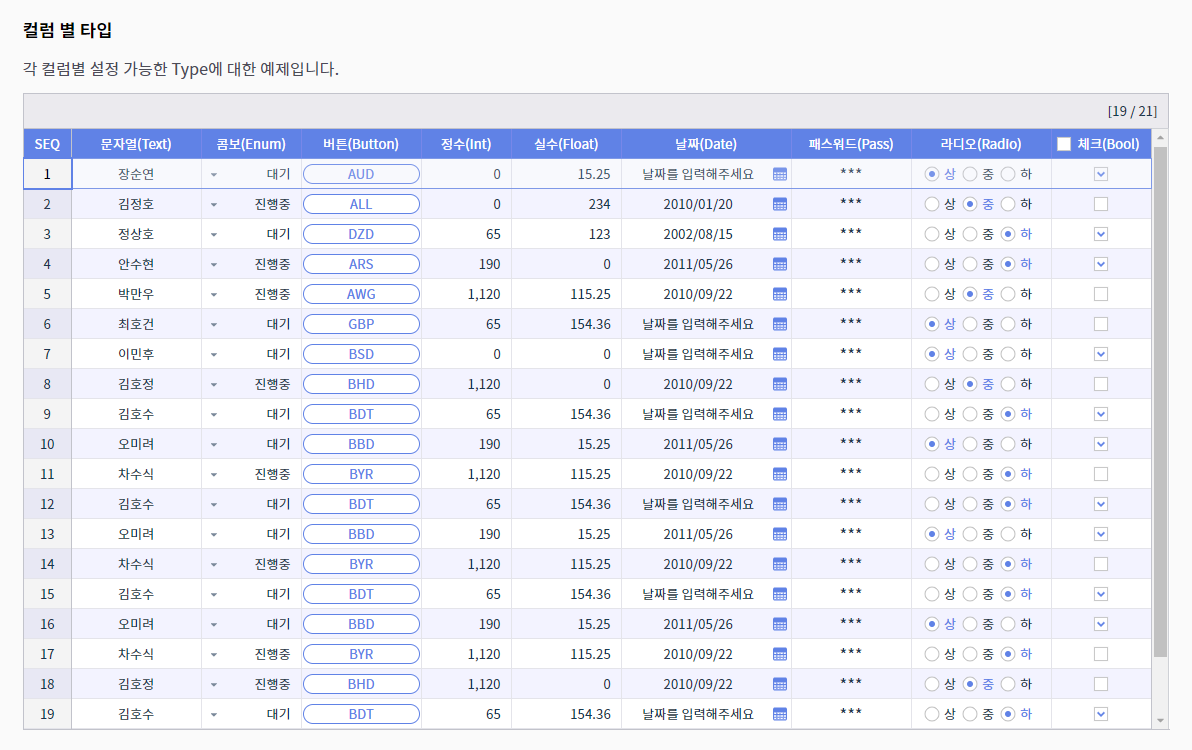 컬럼 별 타입
각 컬럼별 설정 가능한 Type에 대한 예제입니다.
[19 / 21]
SEQ 문자열(Text) 콤보(Enum) 버튼(Button) 정수(Int) 실수(Float) 날짜(Date) 패스워드(Pass) 라디오(Radio) 체크(Bool)
1 장순연 대기 AUD 0 15.25 날짜를 입력해주세요 *** 상 중 하
2 김정호 진행중 ALL 0 234 2010/01/20 *** 상 중 하
3 정상호 대기 DZD 65 123 2002/08/15 *** 상 중 하
4 안수현 진행중 ARS 190 0 2011/05/26 *** 상 중 하
5 박만우 진행중 AWG 1,120 115.25 2010/09/22 *** 상 중 하
6 최호건 대기 GBP 65 154.36 날짜를 입력해주세요 *** 상 중 하
7 이민후 대기 BSD 0 0 날짜를 입력해주세요 *** 상 중 하
8 김호정 진행중 BHD 1,120 0 2010/09/22 *** 상 중 하
9 김호수 대기 BDT 65 154.36 날짜를 입력해주세요 *** 상 중 하
10 오미려 대기 BBD 190 15.25 2011/05/26 *** 상 중 하
11 차수식 진행중 BYR 1,120 115.25 2010/09/22 *** 상 중 하
12 김호수 대기 BDT 65 154.36 날짜를 입력해주세요 *** 상 중 하
13 오미려 대기 BBD 190 15.25 2011/05/26 *** 상 중 하
14 차수식 진행중 BYR 1,120 115.25 2010/09/22 *** 상 중 하
15 김호수 대기 BDT 65 154.36 날짜를 입력해주세요 *** 상 중 하
16 오미려 대기 BBD 190 15.25 2011/05/26 *** 상 중 하
17 차수식 진행중 BYR 1,120 115.25 2010/09/22 *** 상 중 하
18 김호정 진행중 BHD 1,120 0 2010/09/22 *** 상 중 하
19 김호수 대기 BDT 65 154.36 날짜를 입력해주세요 *** 상 중 하